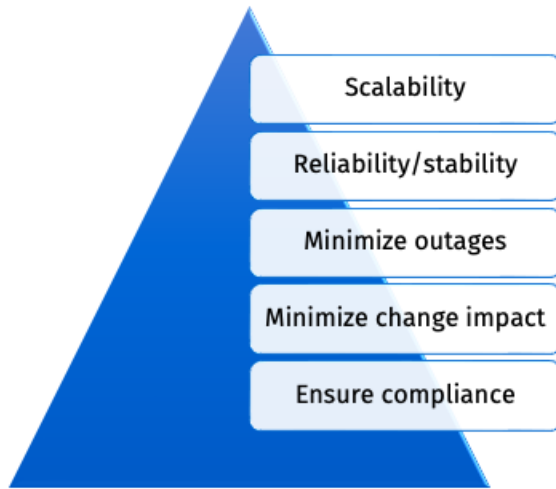 Scalability
Reliability/stability
Minimize outages
Minimize change impact
Ensure compliance